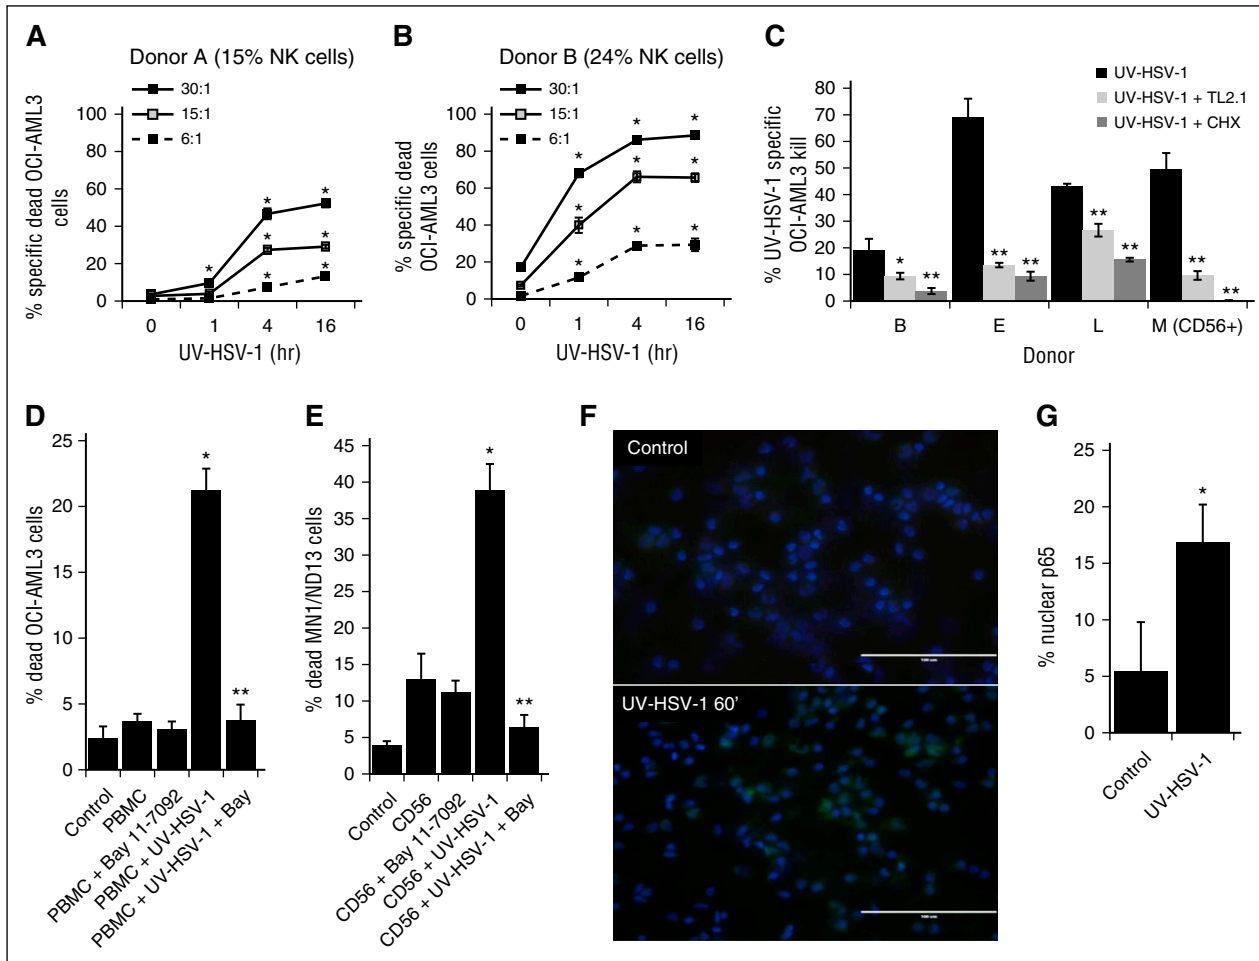 A
Donor A (15% NK cells)
30:1
15:1
6:1
% specific dead OCI-AML3
cells
100
80
60
40
20
0
* * * * * * *
0 1 4 16
UV-HSV-1 (hr)
B
Donor B (24% NK cells)
30:1
15:1
6:1
% specific dead
OCI-AML3 cells
100
80
60
40
20
0
* * * * * * * * *
0 1 4 16
UV-HSV-1 (hr)
C
UV-HSV-1
UV-HSV-1 + TL2.1
UV-HSV-1 + CHX
% UV-HSV-1 specific
OCI-AML3 kill
80
70
60
50
40
30
20
10
0
* ** ** ** ** ** ** **
B E L M (CD56+)
Donor
D
% dead OCI-AML3 cells
25
20
15
10
5
0
* **
Control
PBMC
PBMC + Bay 11-7092
PBMC + UV-HSV-1
PBMC + UV-HSV-1 + Bay
E
% dead MN1/ND13 cells
45
40
35
30
25
20
15
10
5
0
* **
Control
CD56
CD56 + Bay 11-7092
CD56 + UV-HSV-1
CD56 + UV-HSV-1 + Bay
F
Control
UV-HSV-1 60'
G
% nuclear p65
25
20
15
10
5
0
*
Control
UV-HSV-1